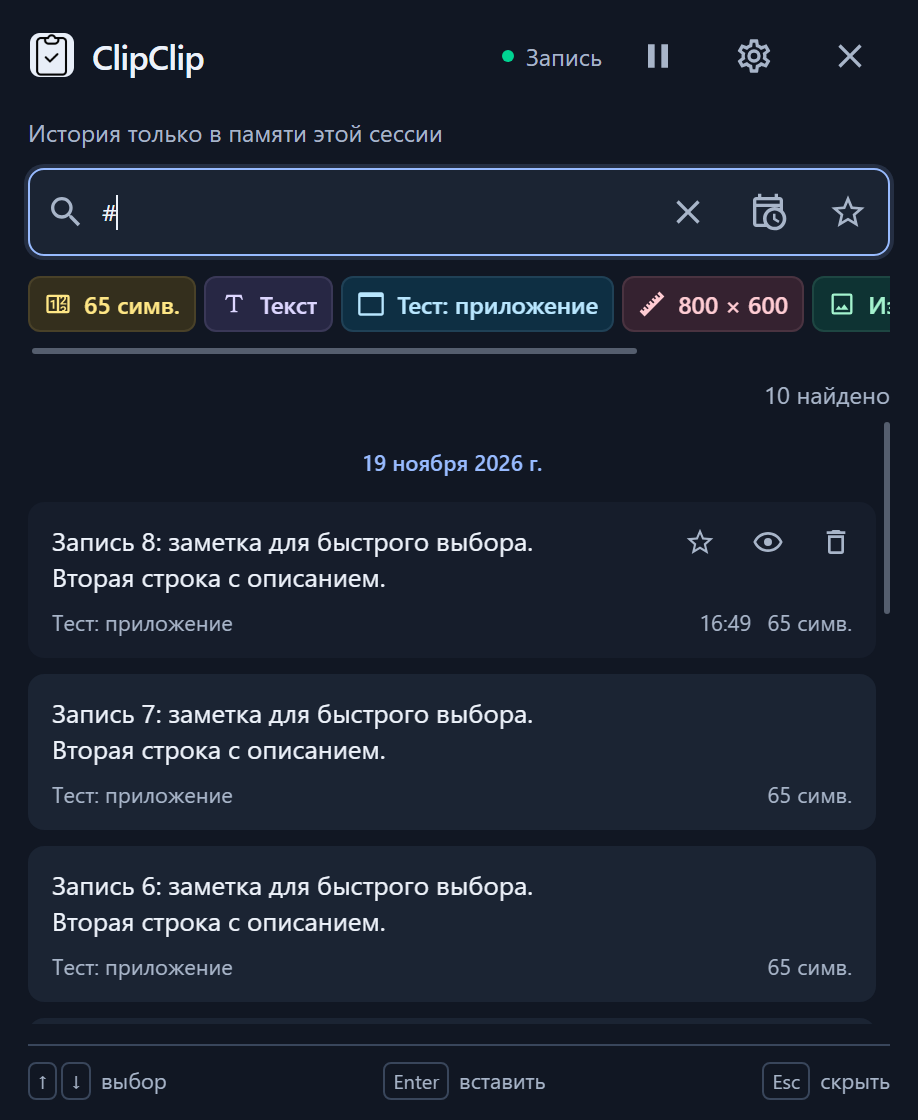 ClipClip
Запись
История только в памяти этой сессии
#
65 симв.
Текст
Тест: приложение
800 × 600
10 найдено
19 ноября 2026 г.
Запись 8: заметка для быстрого выбора.
Вторая строка с описанием.
Тест: приложение
16:49
65 симв.
Запись 7: заметка для быстрого выбора.
Вторая строка с описанием.
Тест: приложение
65 симв.
Запись 6: заметка для быстрого выбора.
Вторая строка с описанием.
Тест: приложение
65 симв.
↑ ↓ выбор
Enter вставить
Esc скрыть